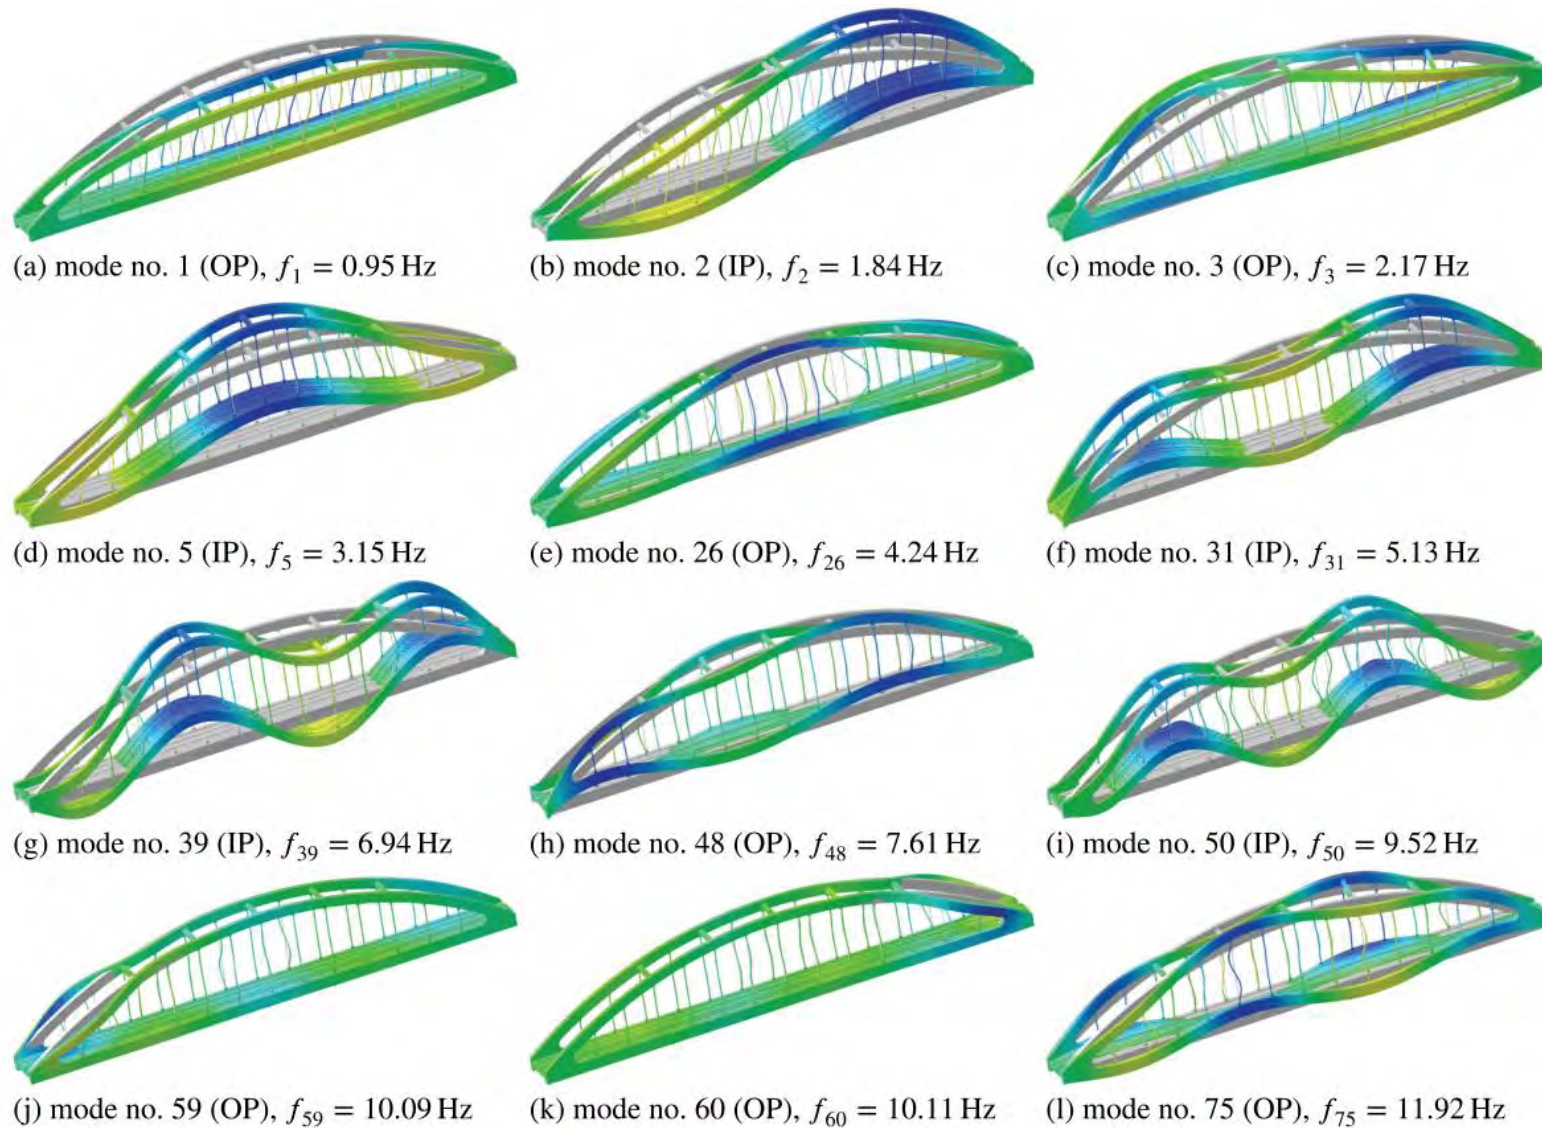 (a) mode no. 1 (OP), f₁ = 0.95 Hz
(b) mode no. 2 (IP), f₂ = 1.84 Hz
(c) mode no. 3 (OP), f₃ = 2.17 Hz
(d) mode no. 5 (IP), f₅ = 3.15 Hz
(e) mode no. 26 (OP), f₂₆ = 4.24 Hz
(f) mode no. 31 (IP), f₃₁ = 5.13 Hz
(g) mode no. 39 (IP), f₃₉ = 6.94 Hz
(h) mode no. 48 (OP), f₄₈ = 7.61 Hz
(i) mode no. 50 (IP), f₅₀ = 9.52 Hz
(j) mode no. 59 (OP), f₅₉ = 10.09 Hz
(k) mode no. 60 (OP), f₆₀ = 10.11 Hz
(l) mode no. 75 (OP), f₇₅ = 11.92 Hz